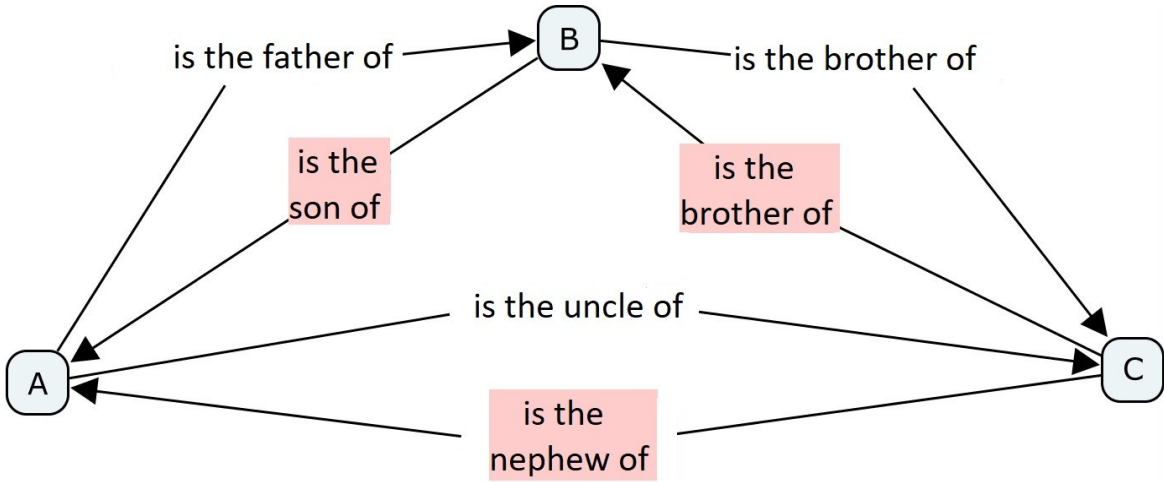 B
is the father of
is the brother of
is the
son of
is the
brother of
is the uncle of
A
C
is the
nephew of